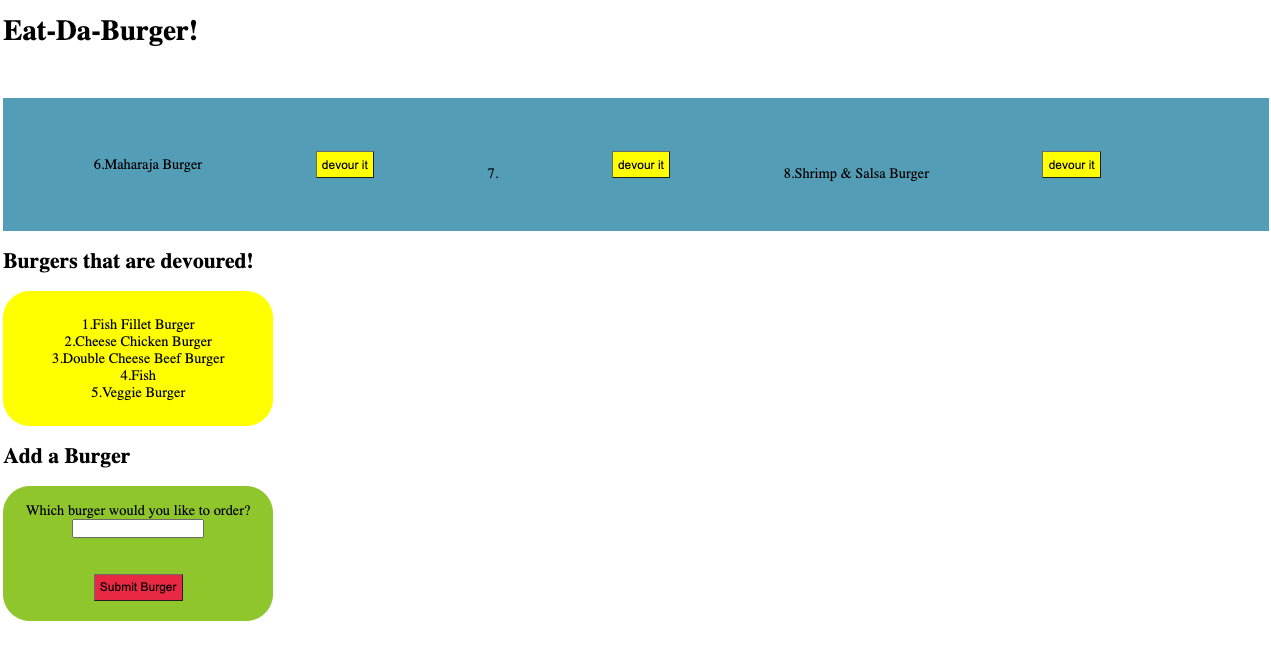 Eat-Da-Burger!
6.Maharaja Burger devour it 7. devour it 8.Shrimp & Salsa Burger devour it
Burgers that are devoured!
1.Fish Fillet Burger
2.Cheese Chicken Burger
3.Double Cheese Beef Burger
4.Fish
5.Veggie Burger
Add a Burger
Which burger would you like to order?
Submit Burger